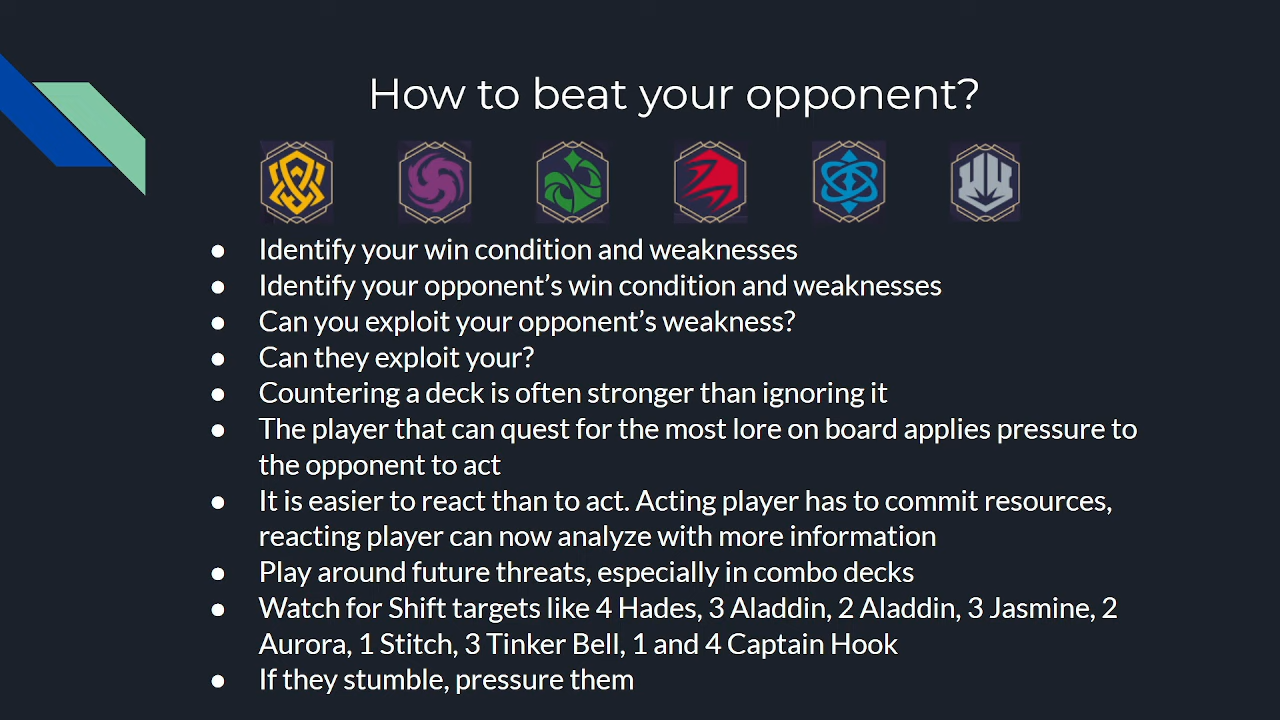 How to beat your opponent?
● Identify your win condition and weaknesses
● Identify your opponent’s win condition and weaknesses
● Can you exploit your opponent’s weakness?
● Can they exploit your?
● Countering a deck is often stronger than ignoring it
● The player that can quest for the most lore on board applies pressure to
the opponent to act
● It is easier to react than to act. Acting player has to commit resources,
reacting player can now analyze with more information
● Play around future threats, especially in combo decks
● Watch for Shift targets like 4 Hades, 3 Aladdin, 2 Aladdin, 3 Jasmine, 2
Aurora, 1 Stitch, 3 Tinker Bell, 1 and 4 Captain Hook
● If they stumble, pressure them